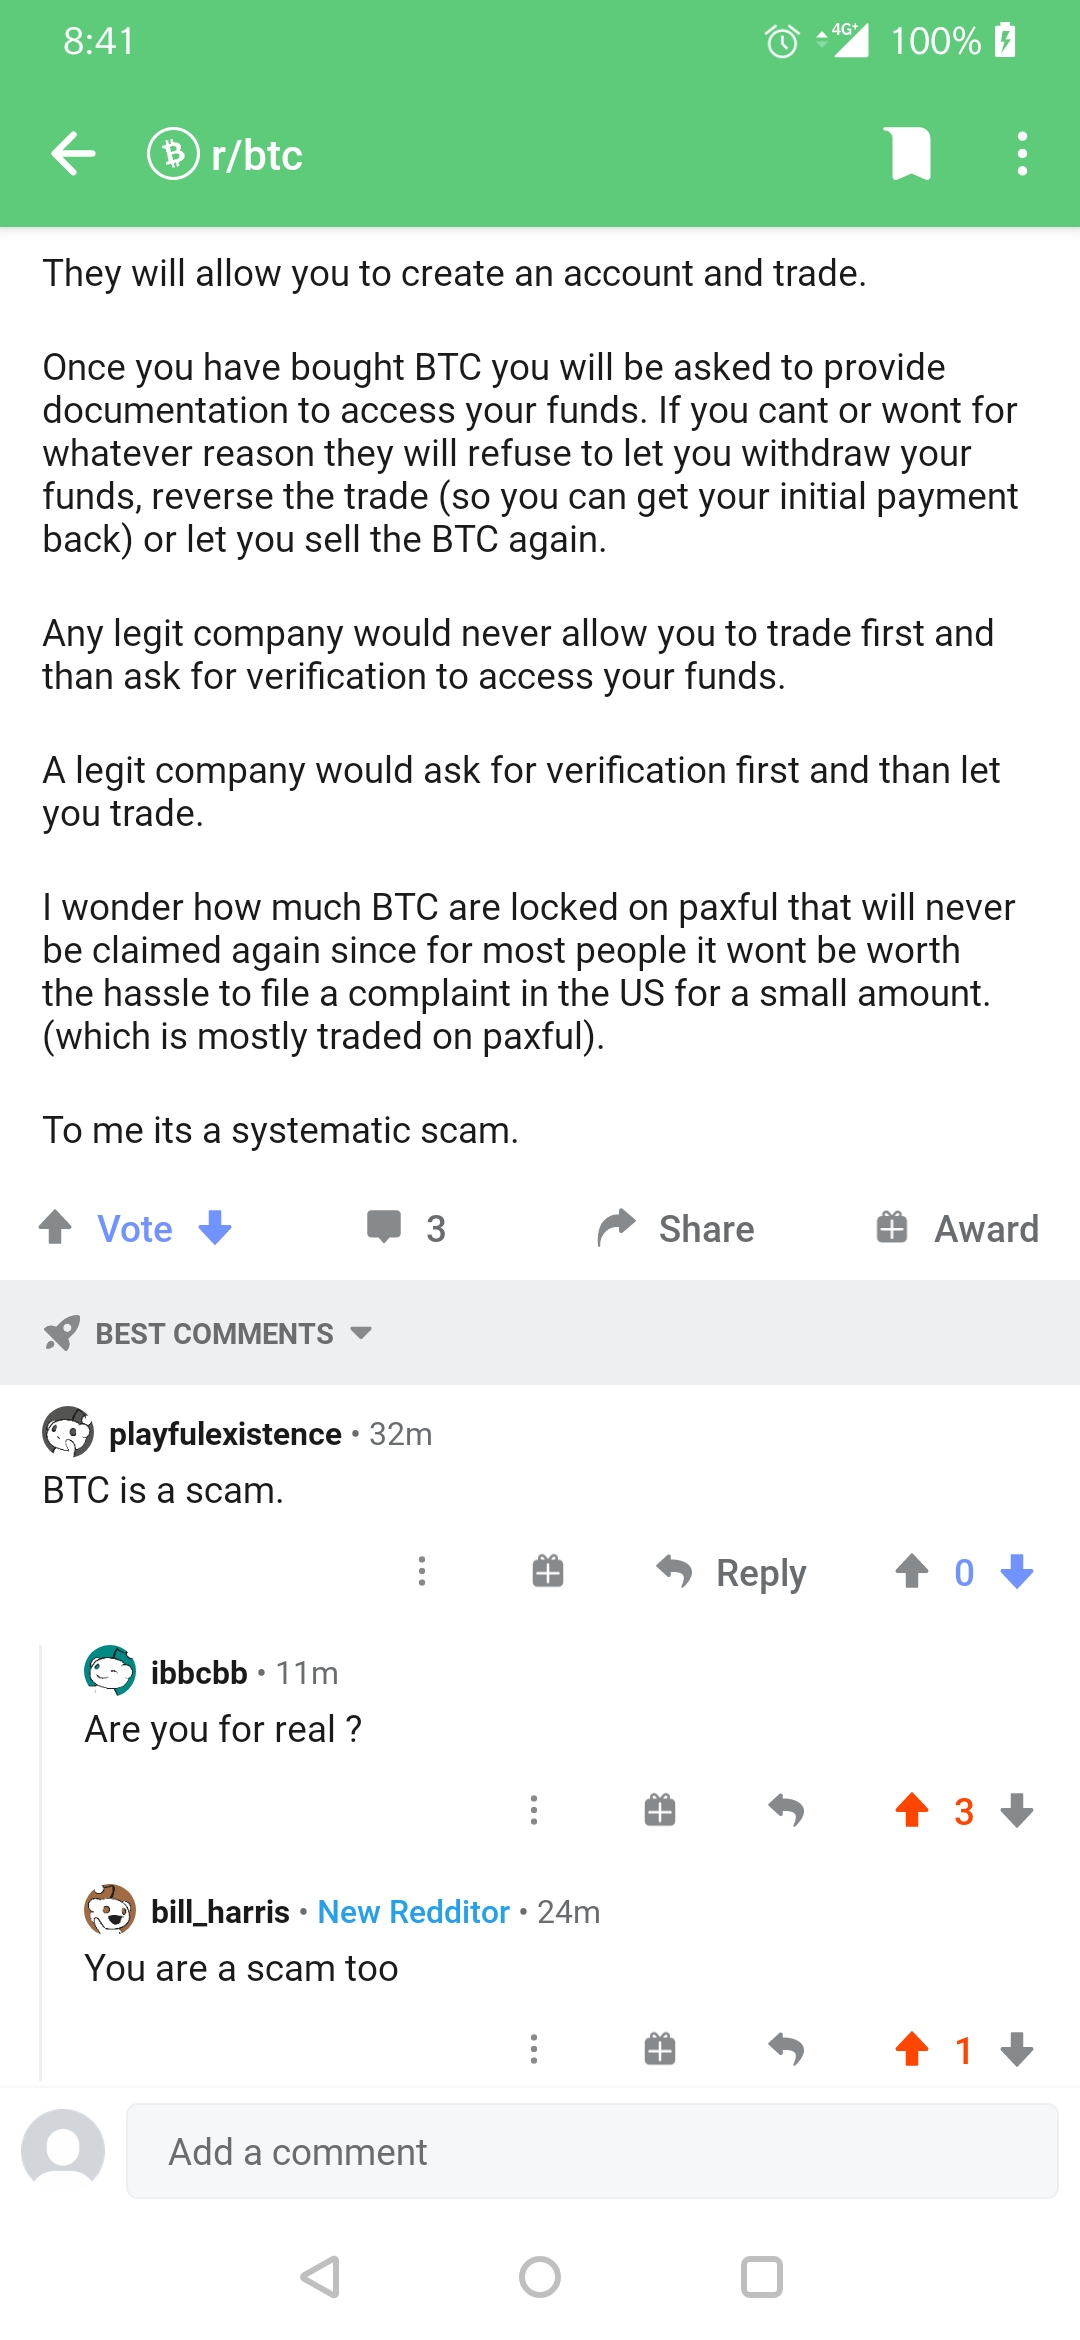 8:41
4G+
100%
r/btc
They will allow you to create an account and trade.
Once you have bought BTC you will be asked to provide
documentation to access your funds. If you cant or wont for
whatever reason they will refuse to let you withdraw your
funds, reverse the trade (so you can get your initial payment
back) or let you sell the BTC again.
Any legit company would never allow you to trade first and
than ask for verification to access your funds.
A legit company would ask for verification first and than let
you trade.
I wonder how much BTC are locked on paxful that will never
be claimed again since for most people it wont be worth
the hassle to file a complaint in the US for a small amount.
(which is mostly traded on paxful).
To me its a systematic scam.
Vote 3 Share Award
BEST COMMENTS
playfulexistence • 32m
BTC is a scam.
Reply 0
ibbcbb • 11m
Are you for real ?
3
bill_harris • New Redditor • 24m
You are a scam too
1
Add a comment